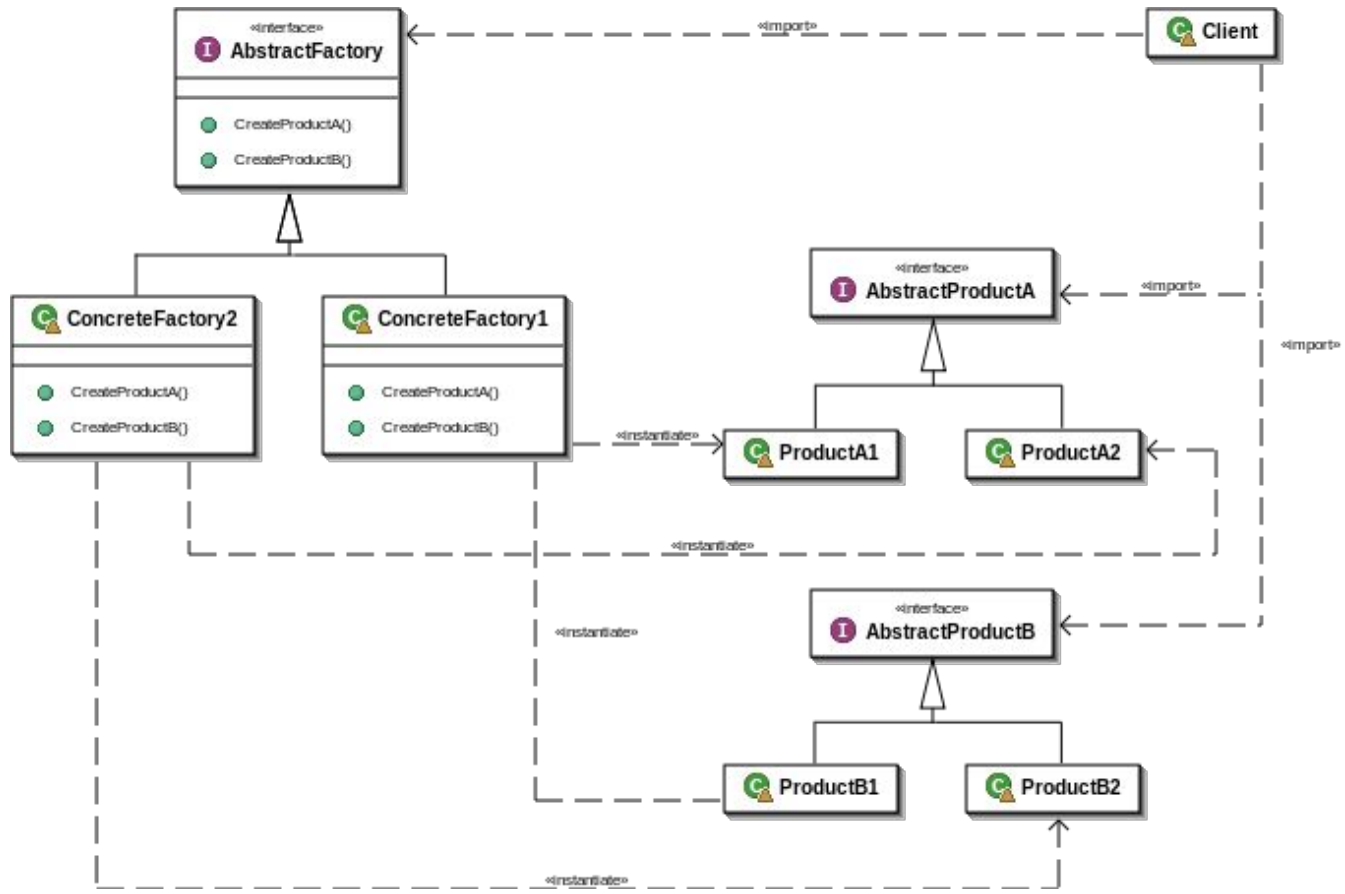 «interface»
AbstractFactory
CreateProductA()
CreateProductB()
«import»
Client
ConcreteFactory2
CreateProductA()
CreateProductB()
ConcreteFactory1
CreateProductA()
CreateProductB()
«interface»
AbstractProductA
«import»
«import»
«instantiate»
ProductA1
ProductA2
«instantiate»
«interface»
AbstractProductB
«instantiate»
ProductB1
ProductB2
«instantiate»